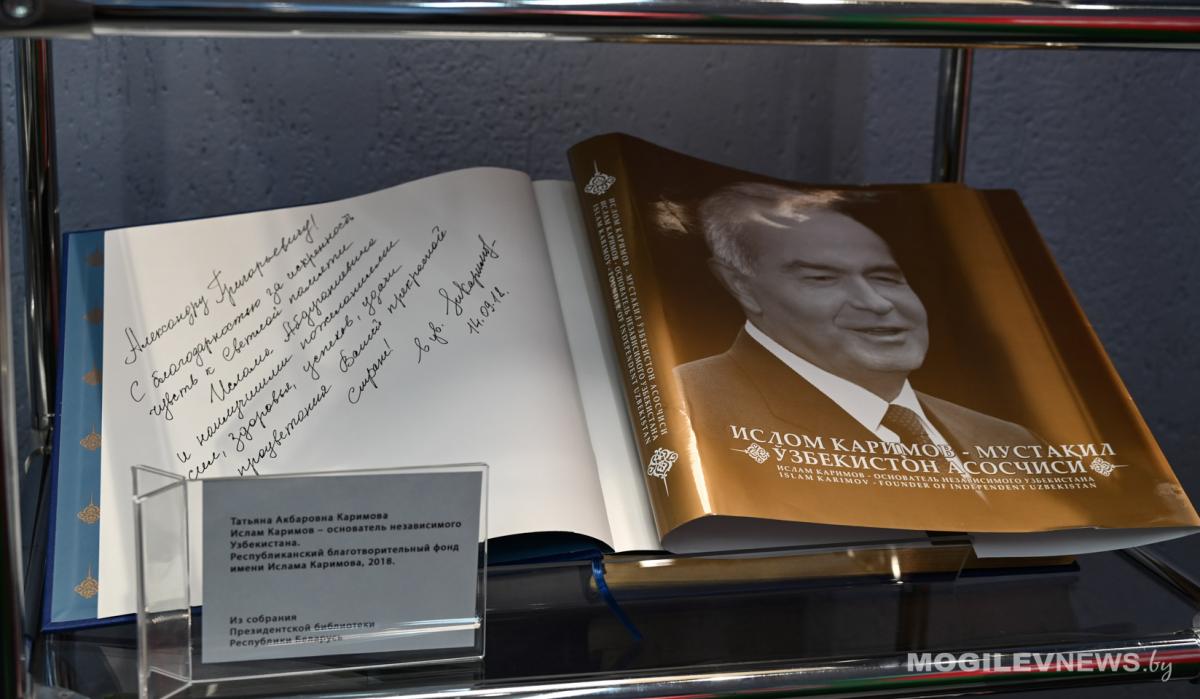 Александру Григорьевичу!
С благодарностью за искренность
чувств к светлой памяти
Ислама Абдуганиевича
и наилучшими пожеланиями
сил, здоровья, успехов, удачи
процветания Вашей прекрасной
стране!
в ув. ЯКаримов
14.09.18.
ИСЛОМ КАРИМОВ - МУСТАҚИЛ ЎЗБЕКИСТОН АСОСЧИСИ
ИСЛАМ КАРИМОВ - ОСНОВАТЕЛЬ НЕЗАВИСИМОГО УЗБЕКИСТАНА
ISLAM KARIMOV - FOUNDER OF INDEPENDENT UZBEKISTAN
ИСЛОМ КАРИМОВ - МУСТАҚИЛ
ЎЗБЕКИСТОН АСОСЧИСИ
ИСЛАМ КАРИМОВ - ОСНОВАТЕЛЬ НЕЗАВИСИМОГО УЗБЕКИСТАНА
ISLAM KARIMOV - FOUNDER OF INDEPENDENT UZBEKISTAN
Татьяна Акбаровна Каримова
Ислам Каримов – основатель независимого
Узбекистана.
Республиканский благотворительный фонд
имени Ислама Каримова, 2018.
Из собрания
Президентской библиотеки
Республики Беларусь
MOGILEVNEWS.by